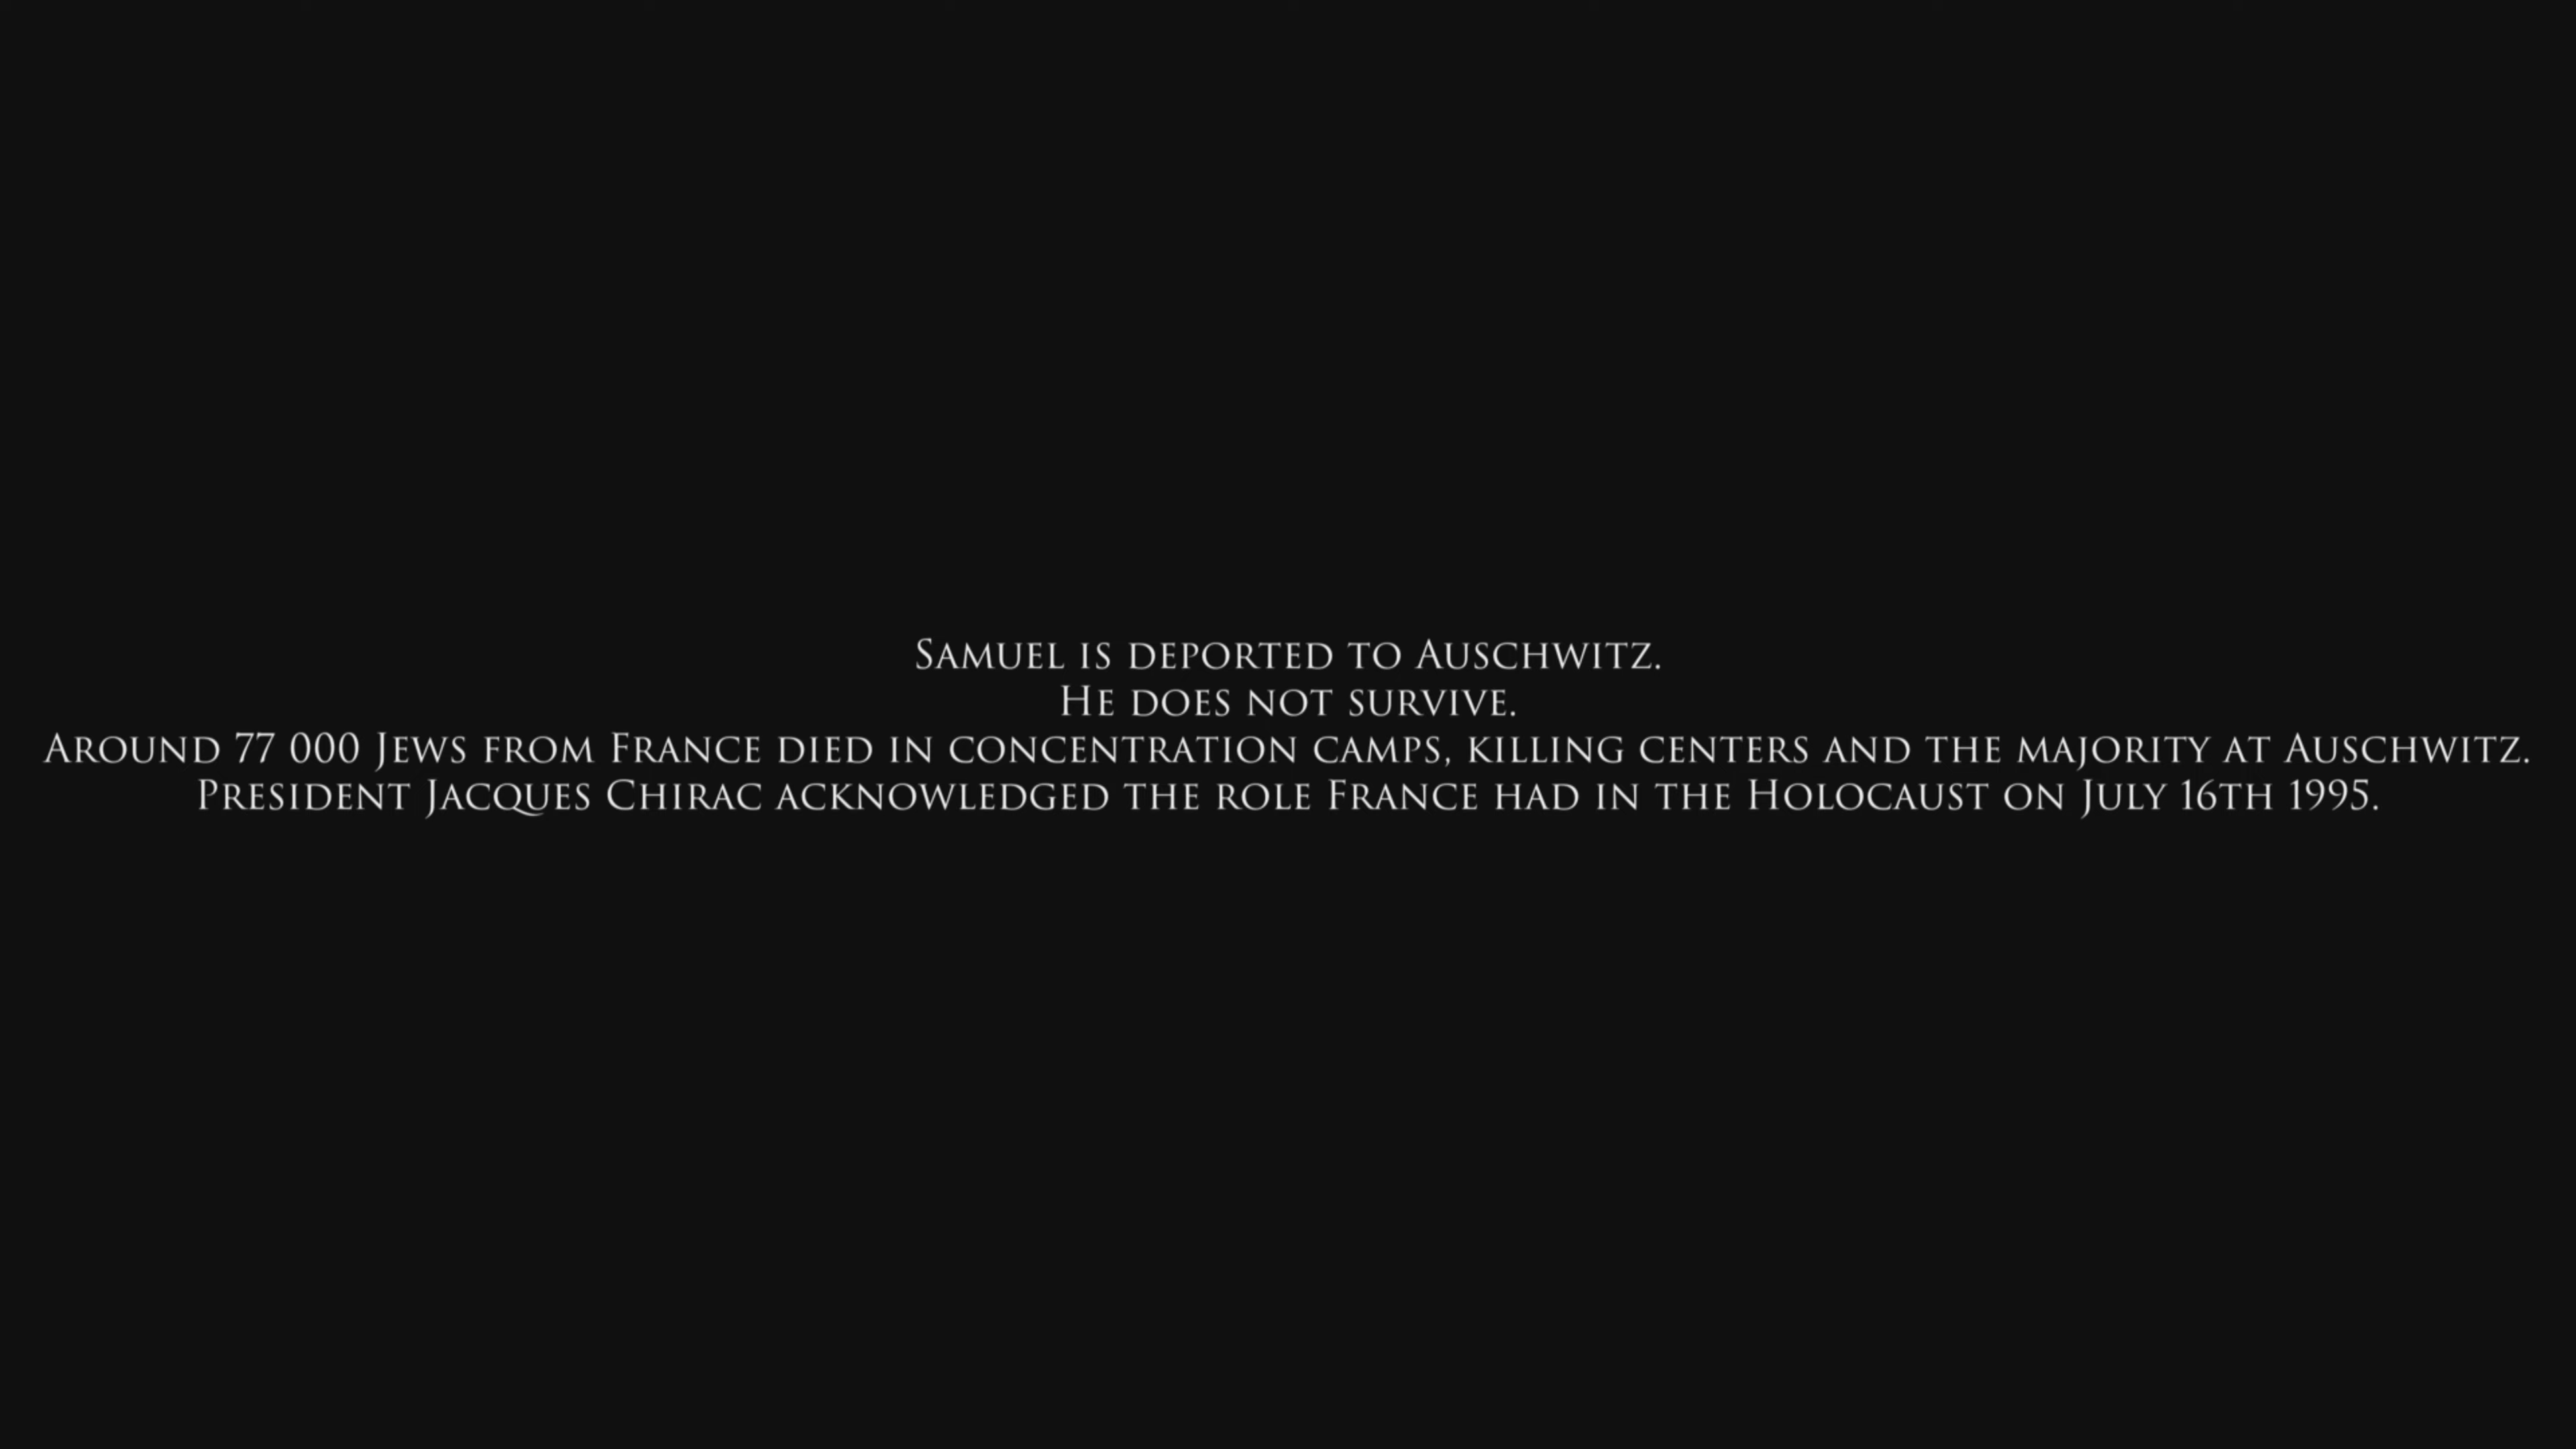 Samuel is deported to Auschwitz.
He does not survive.
Around 77 000 Jews from France died in concentration camps, killing centers and the majority at Auschwitz.
President Jacques Chirac acknowledged the role France had in the Holocaust on July 16th 1995.